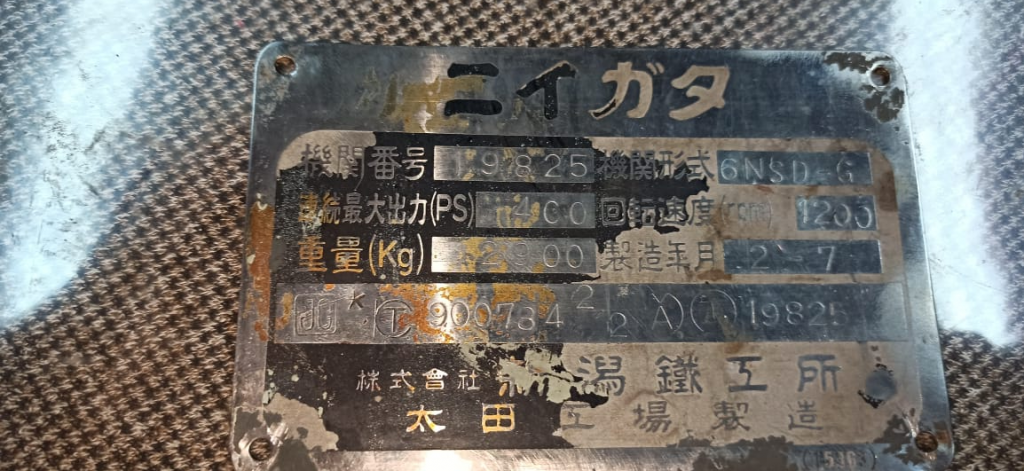 ニイガタ
機関番号 19825 機関形式 6NSD-G
連続最大出力(PS) 400 回転速度(rpm) 1200
重量(Kg) 2900 製造年月 2-7
JG K T 900734 2 2 A) 1 19825
株式會社 新潟鐵工所
太田工場製造